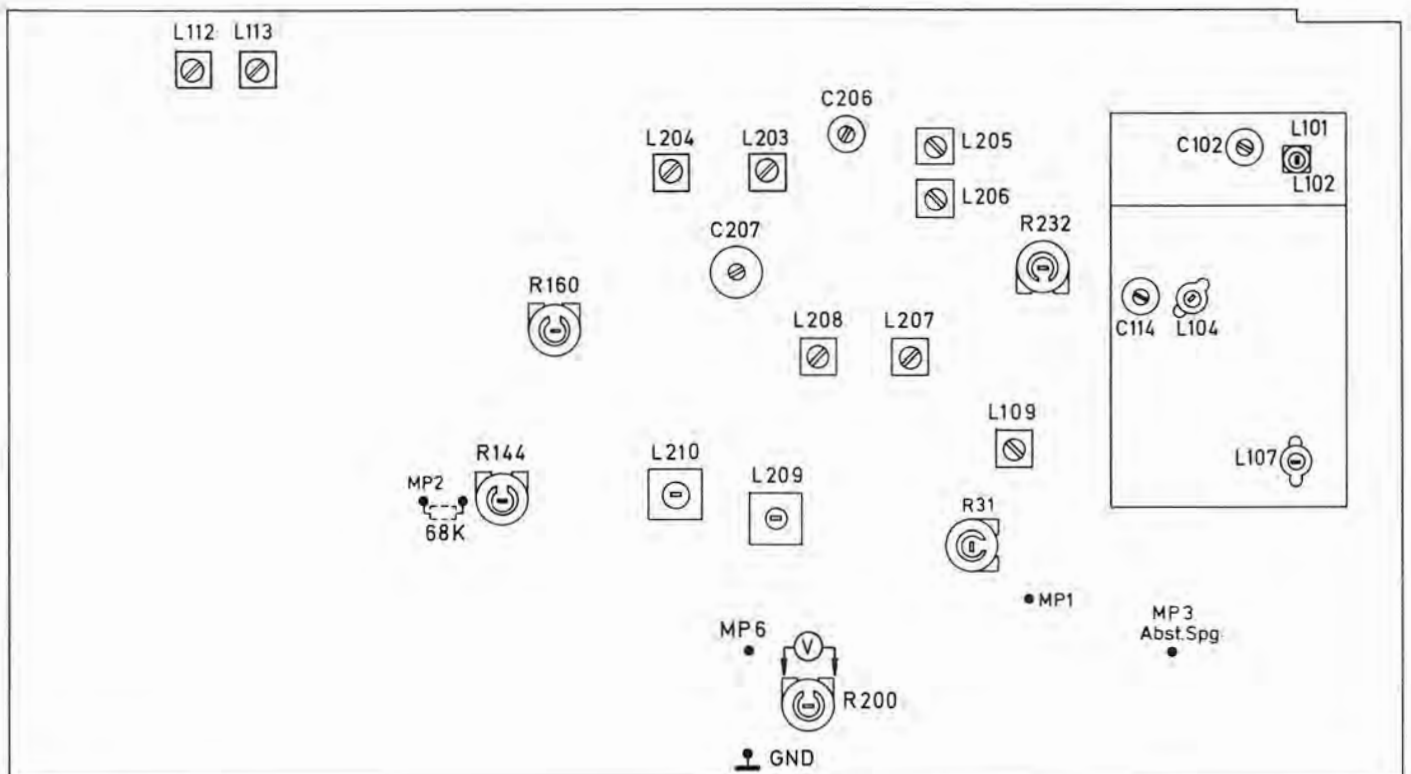 L112
L113
C206
L204
L203
L205
C102
L101
L102
L206
C207
R232
R160
C114
L104
L208
L207
L109
R144
L210
L209
L107
MP2
68K
R31
MP1
MP3
Abst.Spg
MP6
V
R200
GND